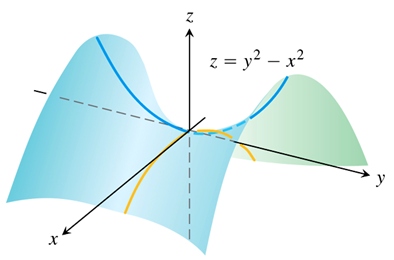 z
z = y² − x²
y
x